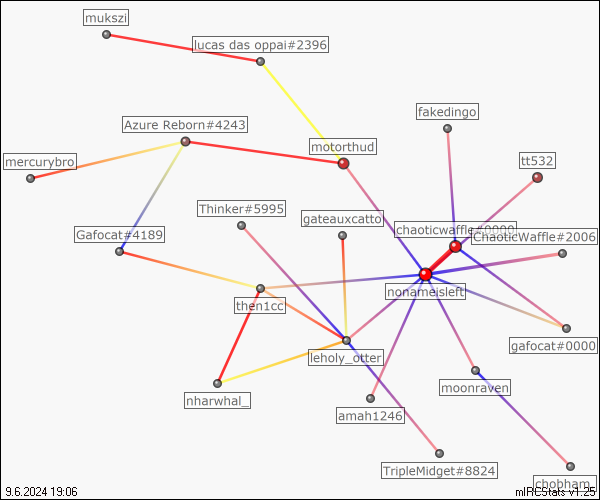 mukszi
lucas das oppai#2396
fakedingo
Azure Reborn#4243
motorthud
mercurybro
tt532
Thinker#5995
gateauxcatto
chaoticwaffle#0000
Gafocat#4189
ChaoticWaffle#2006
nonameisleft
then1cc
gafocat#0000
leholy_otter
moonraven
nharwhal_
amah1246
TripleMidget#8824
cbobham_
9.6.2024 19:06
mIRCStats v1.25